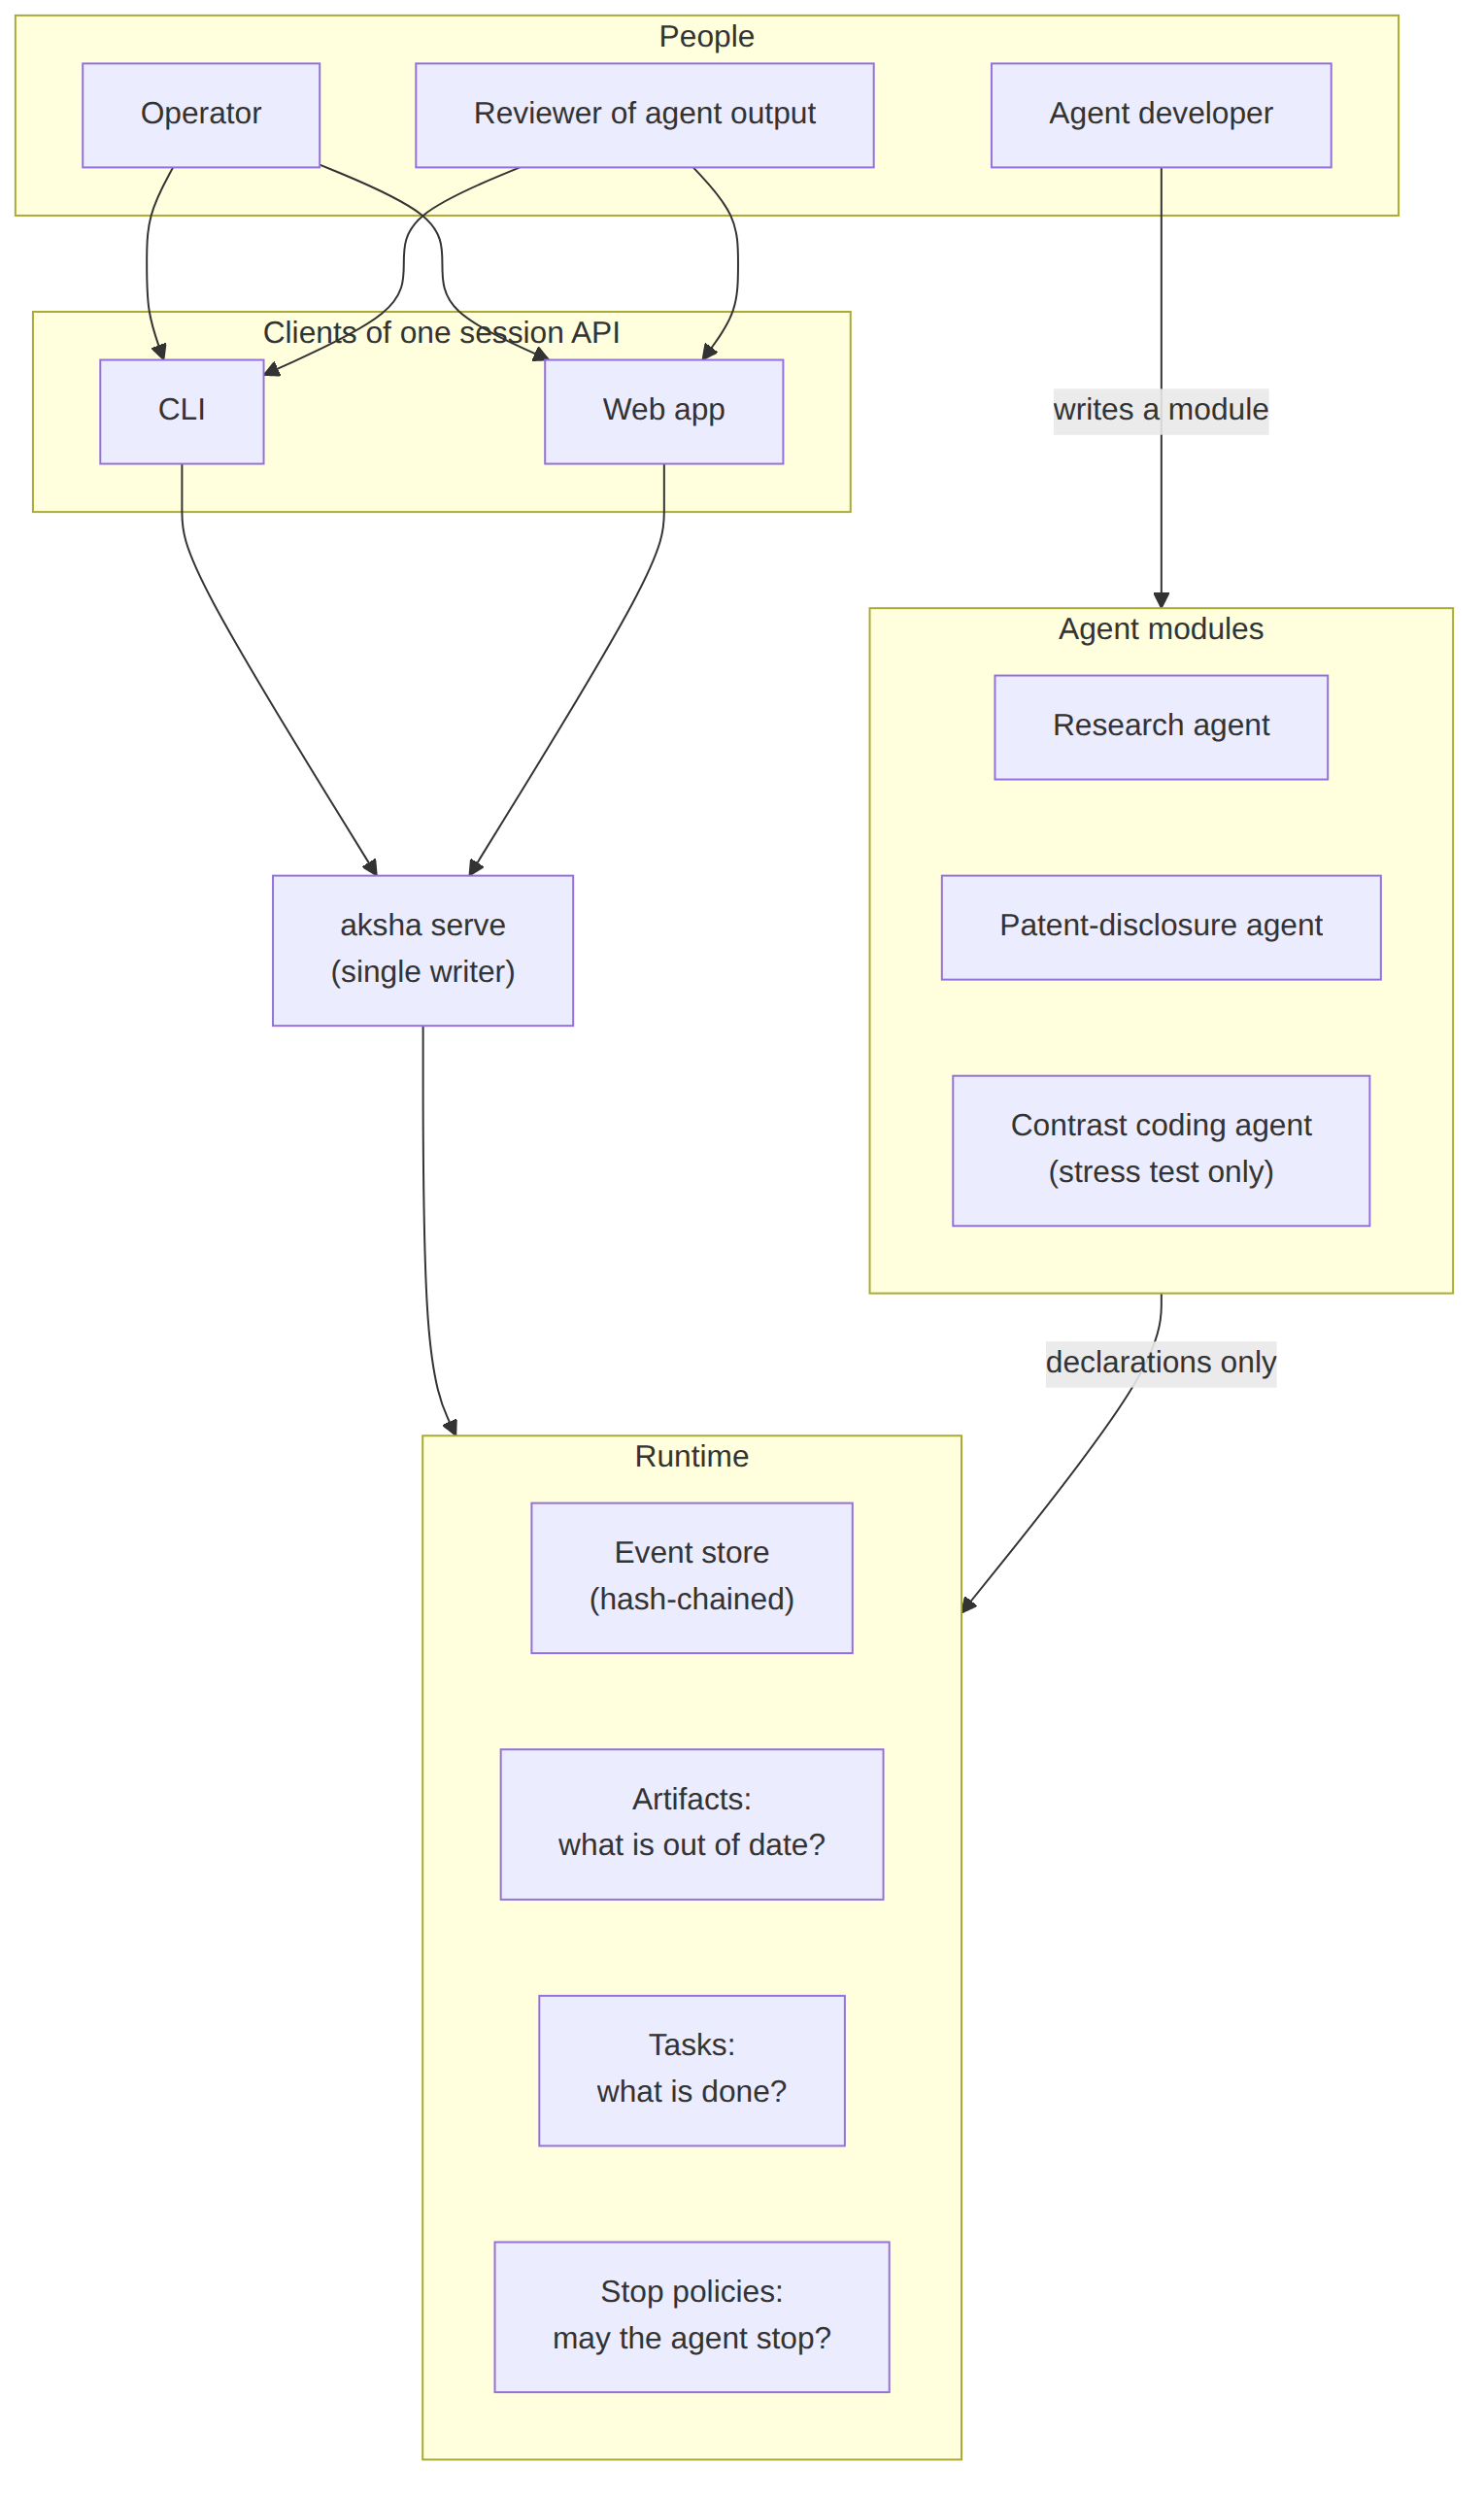 People
Operator
Reviewer of agent output
Agent developer
Clients of one session API
CLI
Web app
writes a module
Agent modules
Research agent
Patent-disclosure agent
Contrast coding agent
(stress test only)
aksha serve
(single writer)
declarations only
Runtime
Event store
(hash-chained)
Artifacts:
what is out of date?
Tasks:
what is done?
Stop policies:
may the agent stop?